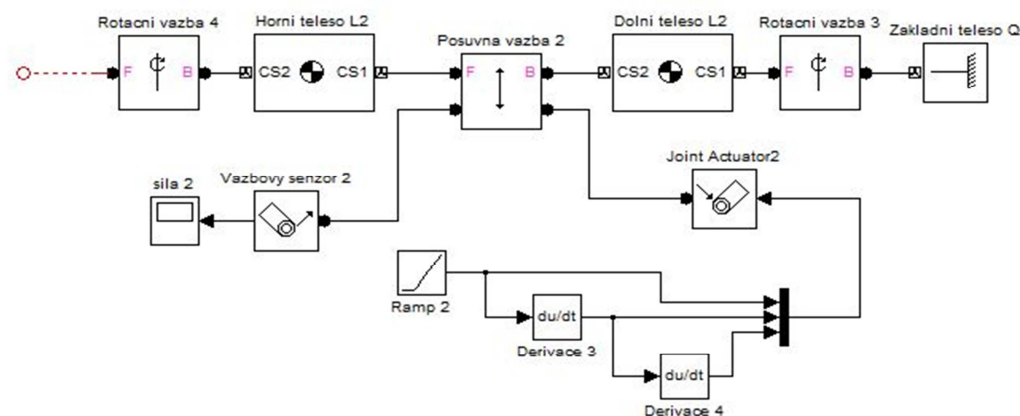 Rotacni vazba 4
Horni teleso L2
Posuvna vazba 2
Dolni teleso L2
Rotacni vazba 3
Zakladni teleso Q
F B
CS2 CS1
F B
CS2 CS1
F B
sila 2
Vazbovy senzor 2
Joint Actuator2
Ramp 2
du/dt
Derivace 3
du/dt
Derivace 4